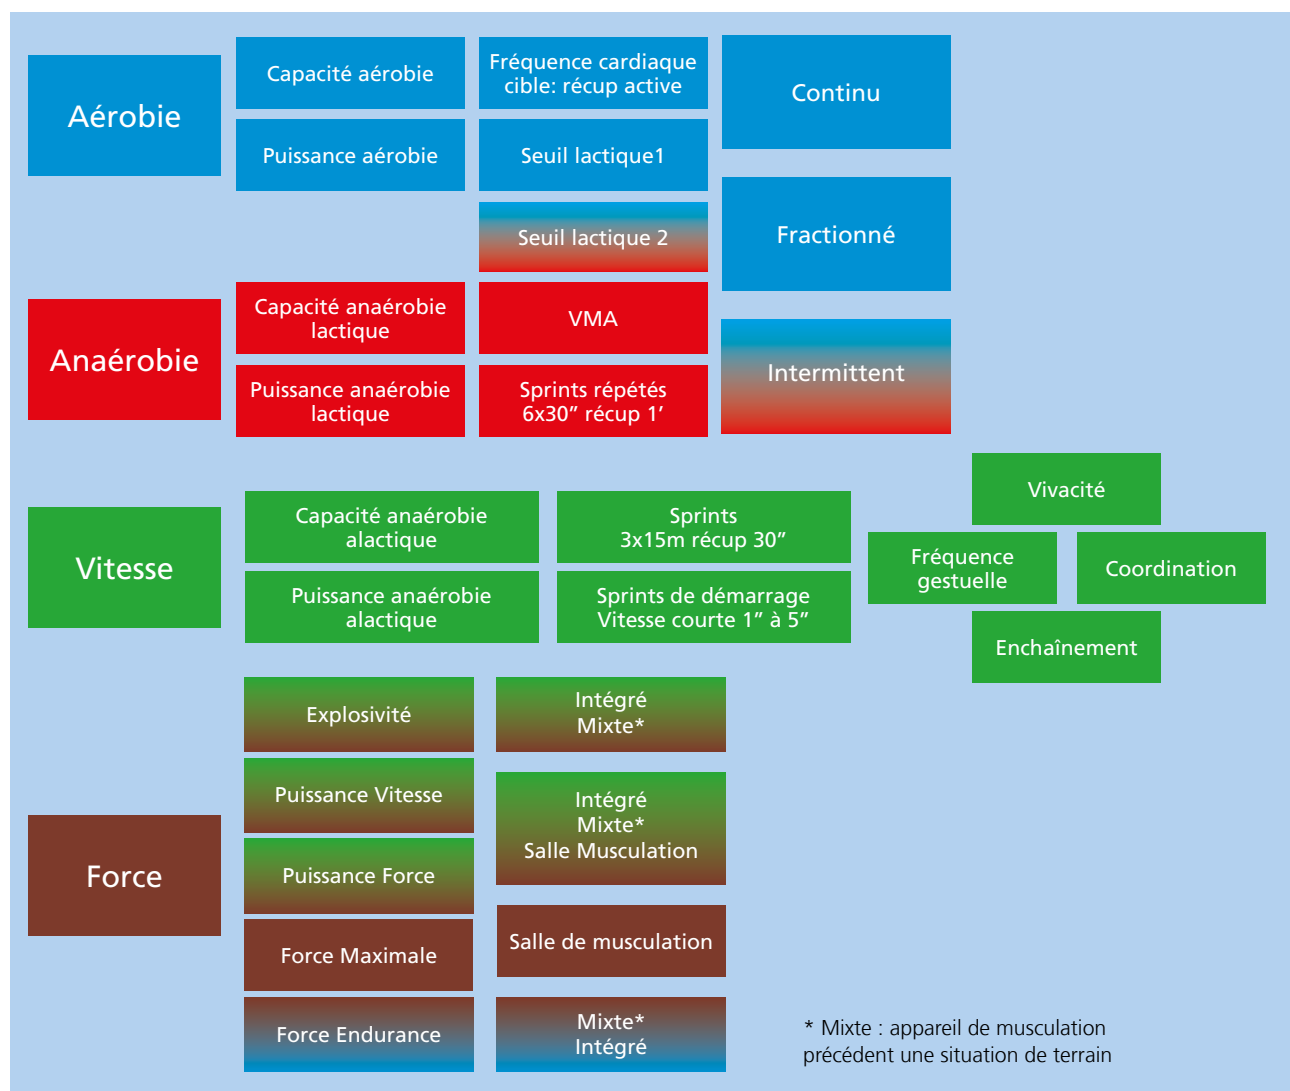 Aérobie
Capacité aérobie
Fréquence cardiaque
cible: récup active
Continu
Puissance aérobie
Seuil lactique1
Seuil lactique 2
Fractionné
Anaérobie
Capacité anaérobie
lactique
VMA
Intermittent
Puissance anaérobie
lactique
Sprints répétés
6x30’’ récup 1’
Vitesse
Capacité anaérobie
alactique
Sprints
3x15m récup 30’’
Puissance anaérobie
alactique
Sprints de démarrage
Vitesse courte 1’’ à 5’’
Vivacité
Fréquence
gestuelle
Coordination
Enchaînement
Force
Explosivité
Intégré
Mixte*
Puissance Vitesse
Intégré
Mixte*
Salle Musculation
Puissance Force
Force Maximale
Salle de musculation
Force Endurance
Mixte*
Intégré
* Mixte : appareil de musculation
précédent une situation de terrain